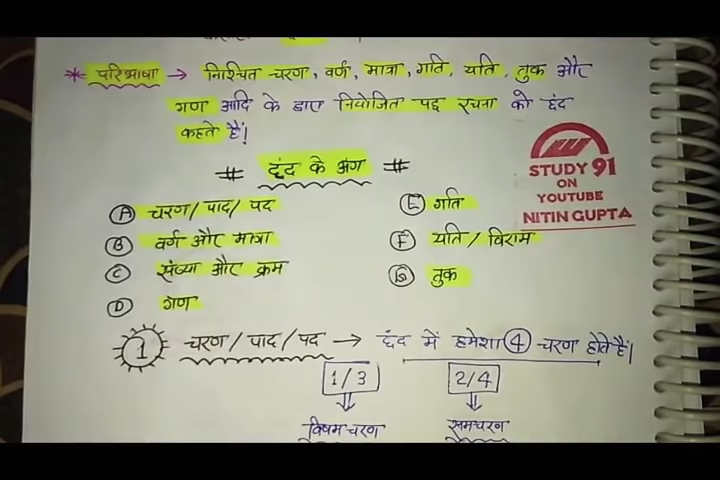 * परिभाषा → निश्चित चरण, वर्ण, मात्रा, गति, यति, तुक और
गण आदि के द्वारा नियोजित पद्य रचना को छंद
कहते हैं।
# छंद के अंग #
STUDY 91
ON
YOUTUBE
NITIN GUPTA
Ⓐ चरण/पाद/पद
Ⓔ गति
Ⓑ वर्ण और मात्रा
Ⓕ यति/विराम
Ⓒ संख्या और क्रम
Ⓖ तुक
Ⓓ गण
1 चरण/पाद/पद → छंद में हमेशा ④ चरण होते हैं।
1/3 2/4
विषम चरण समचरण